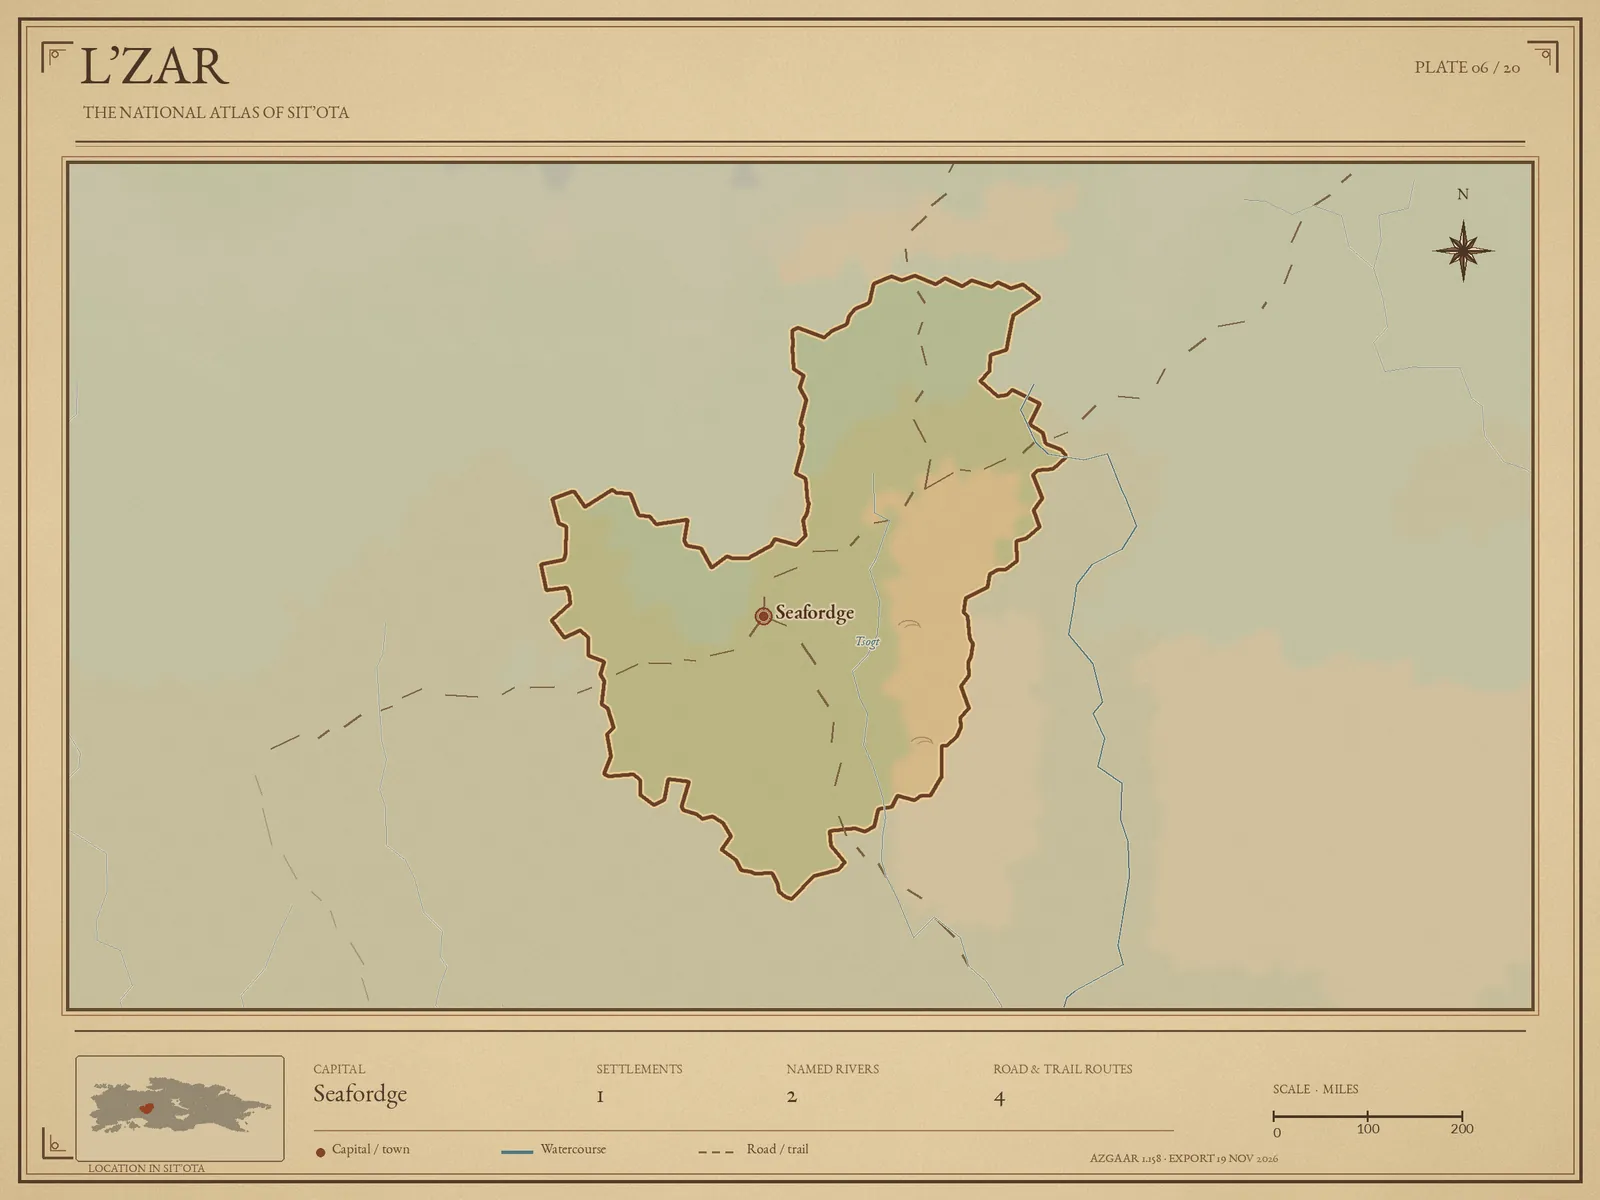 L’ZAR
THE NATIONAL ATLAS OF SIT’OTA
PLATE 06 / 20
N
Seafordge
Tsogt
CAPITAL
Seafordge
SETTLEMENTS
1
NAMED RIVERS
2
ROAD & TRAIL ROUTES
4
SCALE · MILES
0 100 200
Capital / town
Watercourse
Road / trail
AZGAAR 1.158 · EXPORT 19 NOV 2026
LOCATION IN SIT’OTA